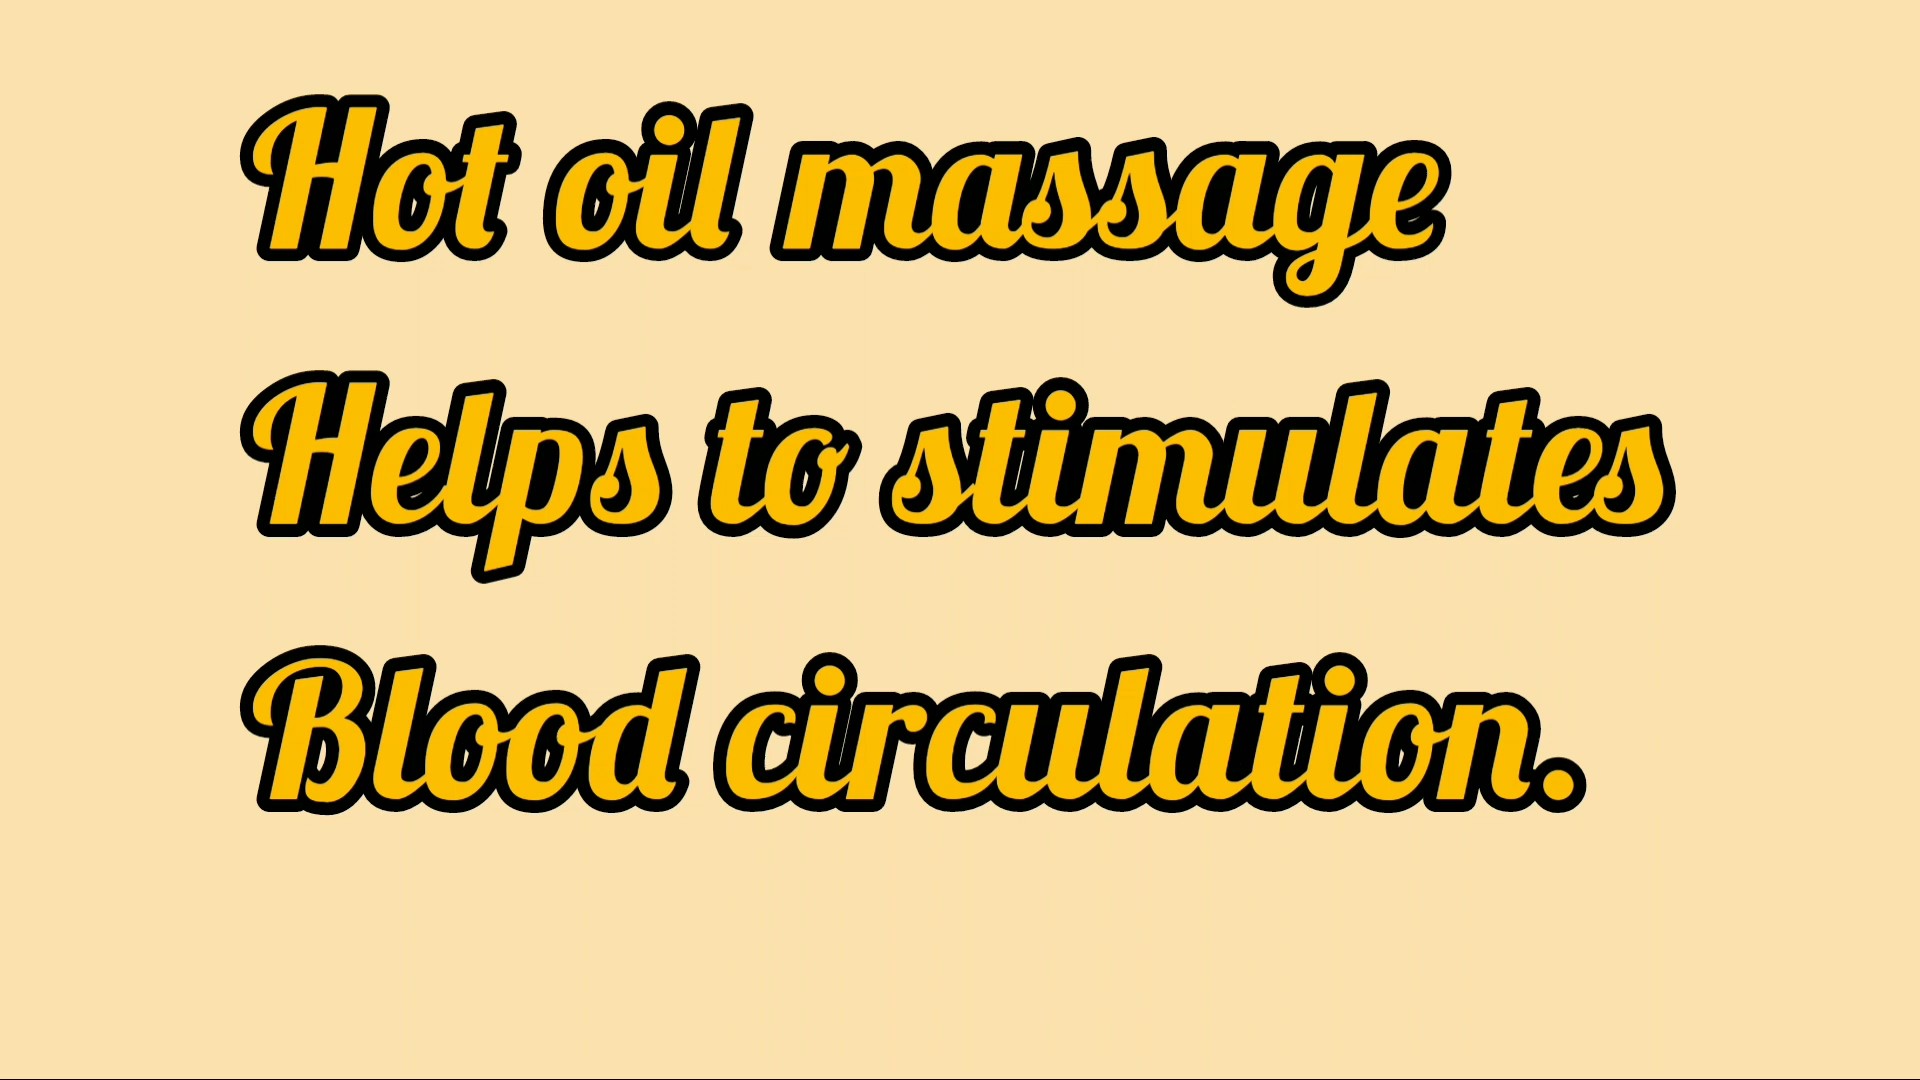 Hot oil massage
Helps to stimulates
Blood circulation.